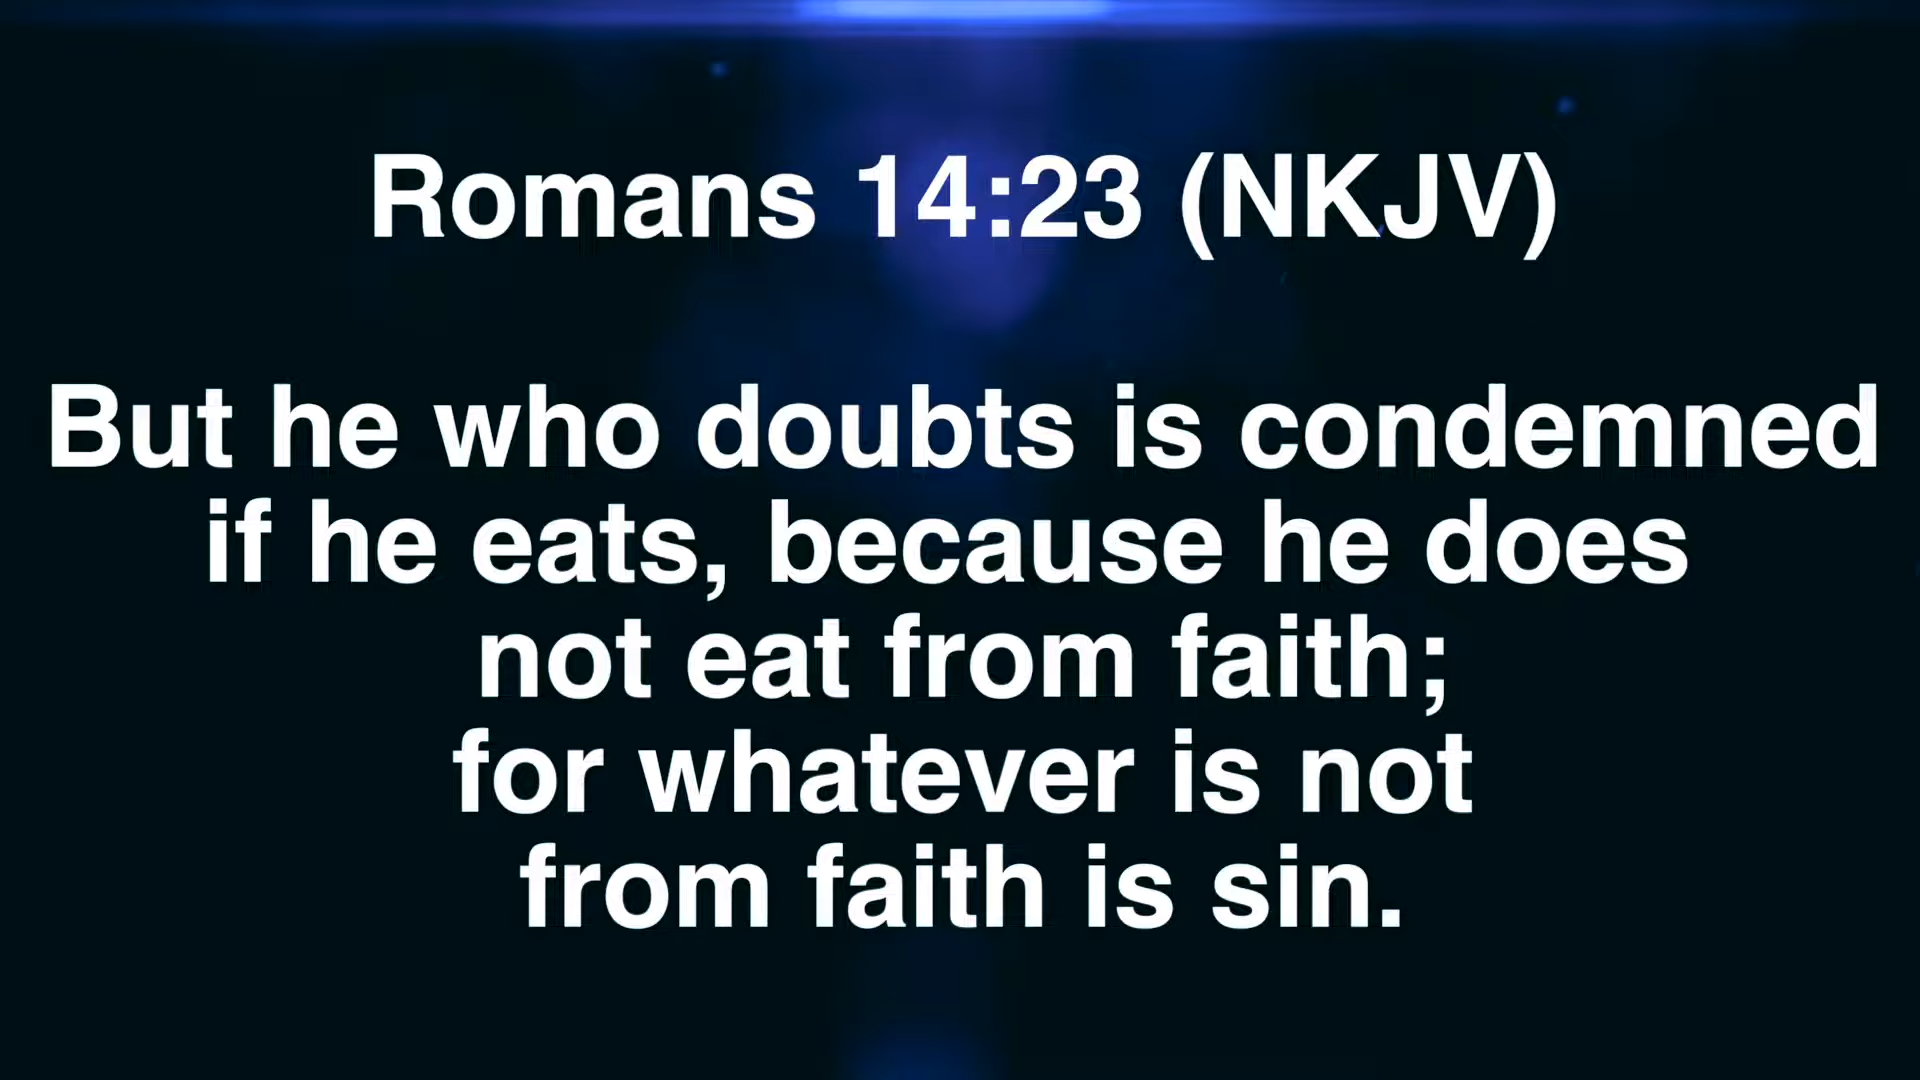 Romans 14:23 (NKJV)
But he who doubts is condemned
if he eats, because he does
not eat from faith;
for whatever is not
from faith is sin.